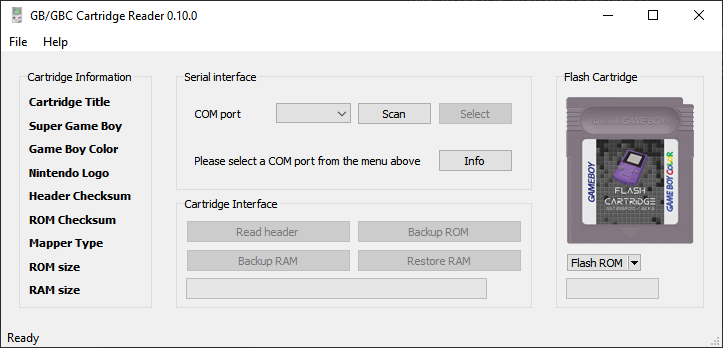 GB/GBC Cartridge Reader 0.10.0
File Help
Cartridge Information
Cartridge Title
Super Game Boy
Game Boy Color
Nintendo Logo
Header Checksum
ROM Checksum
Mapper Type
ROM size
RAM size
Serial interface
COM port
Scan
Select
Please select a COM port from the menu above
Info
Cartridge Interface
Read header
Backup ROM
Backup RAM
Restore RAM
Flash Cartridge
Nintendo GAME BOY
GAMEBOY
GAME BOY COLOR
FLASH
CARTRIDGE
Flash ROM
Ready